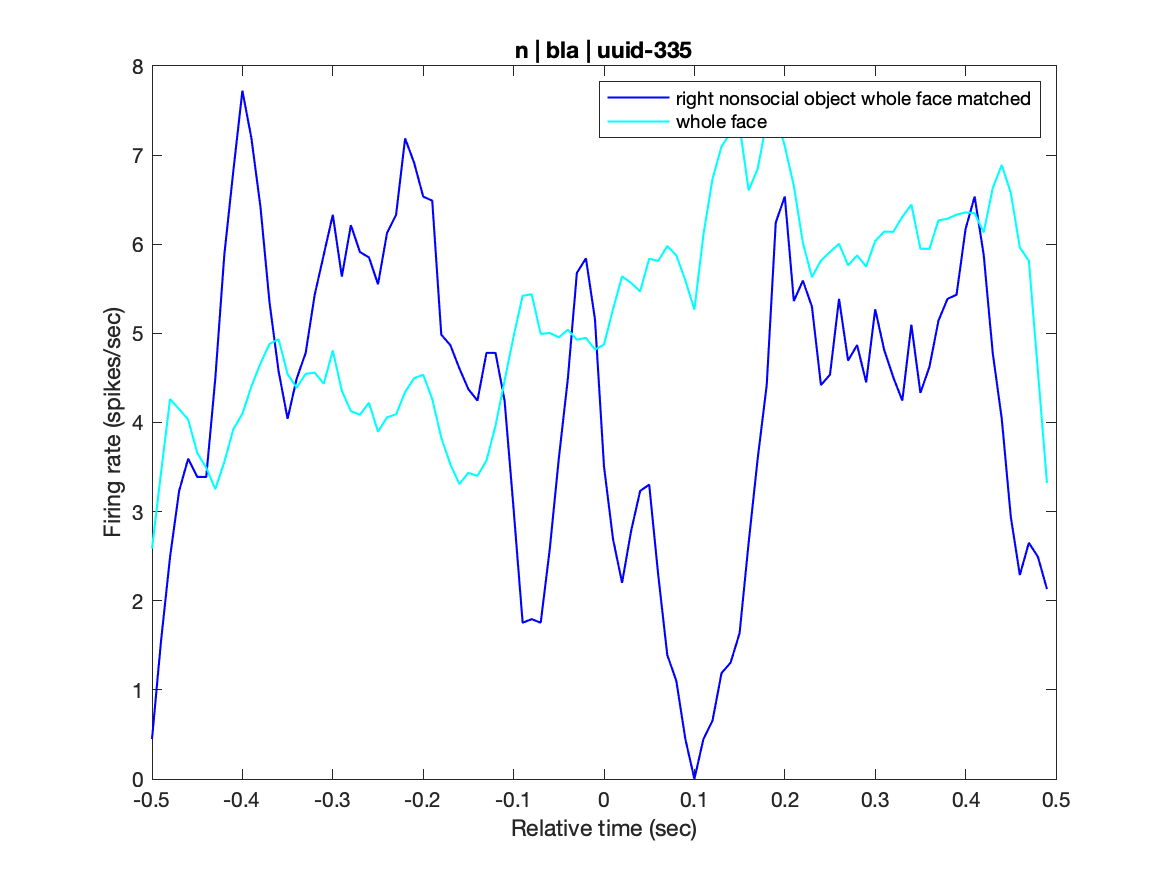 n | bla | uuid-335
right nonsocial object whole face matched
whole face
Firing rate (spikes/sec)
8
7
6
5
4
3
2
1
0
-0.5 -0.4 -0.3 -0.2 -0.1 0 0.1 0.2 0.3 0.4 0.5
Relative time (sec)